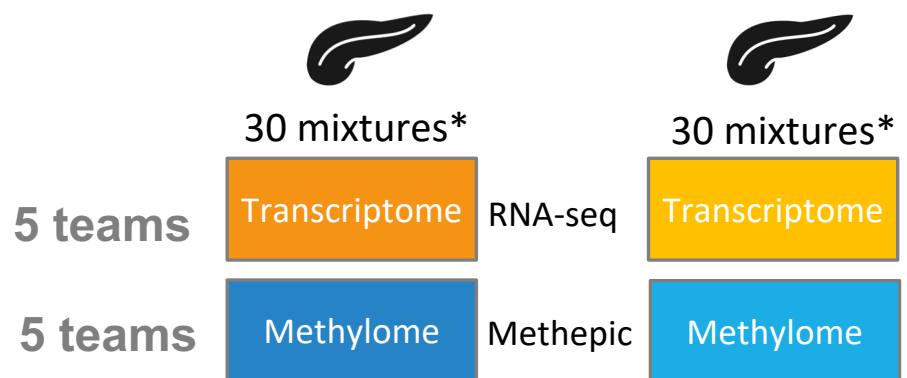 30 mixtures* 30 mixtures*
5 teams Transcriptome RNA-seq Transcriptome
5 teams Methylome Methepic Methylome